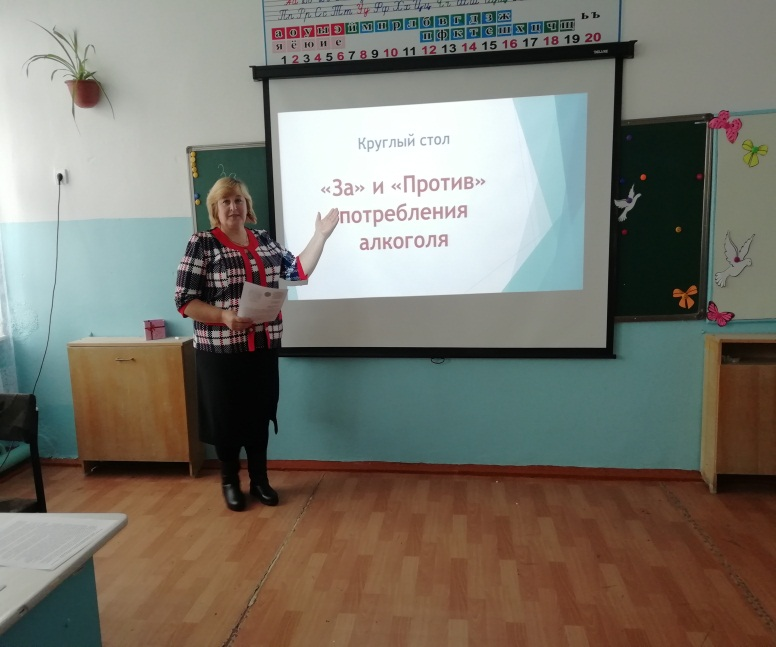 а о у ы э й м н р л б в г д ж
я ё ю и е п ф к т ш х ц ч щ ь ъ
1 2 3 4 5 6 7 8 9 10 11 12 13 14 15 16 17 18 19 20
Круглый стол
«За» и «Против»
употребления
алкоголя